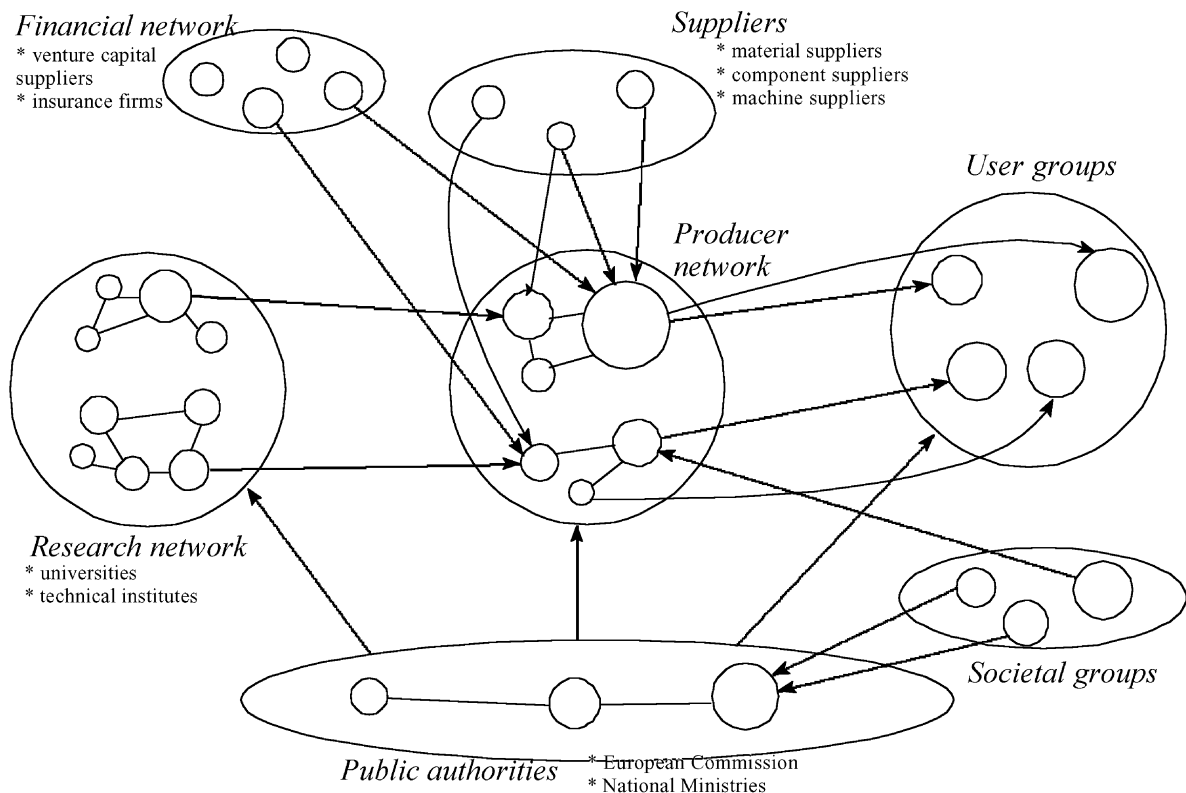 Financial network
* venture capital
suppliers
* insurance firms
Suppliers
* material suppliers
* component suppliers
* machine suppliers
User groups
Producer
network
Research network
* universities
* technical institutes
Societal groups
Public authorities
* European Commission
* National Ministries